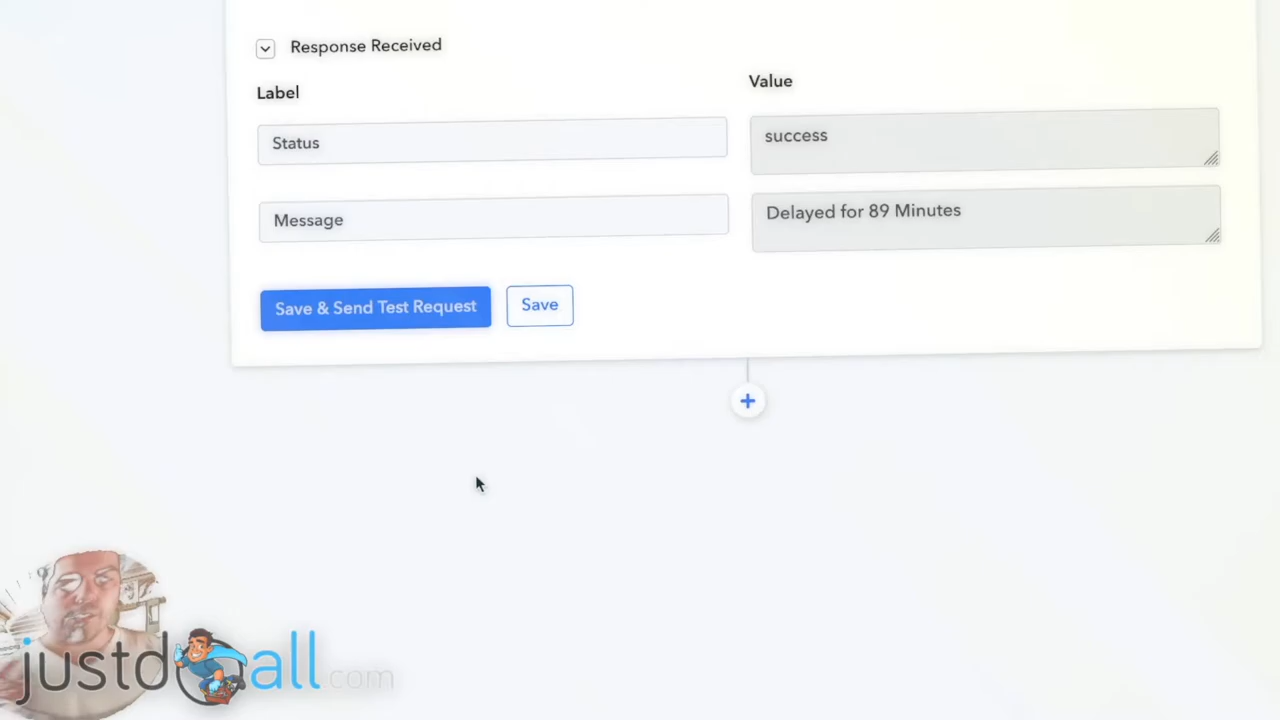 Response Received
Label
Value
Status
success
Message
Delayed for 89 Minutes
Save & Send Test Request
Save
justdoall.com